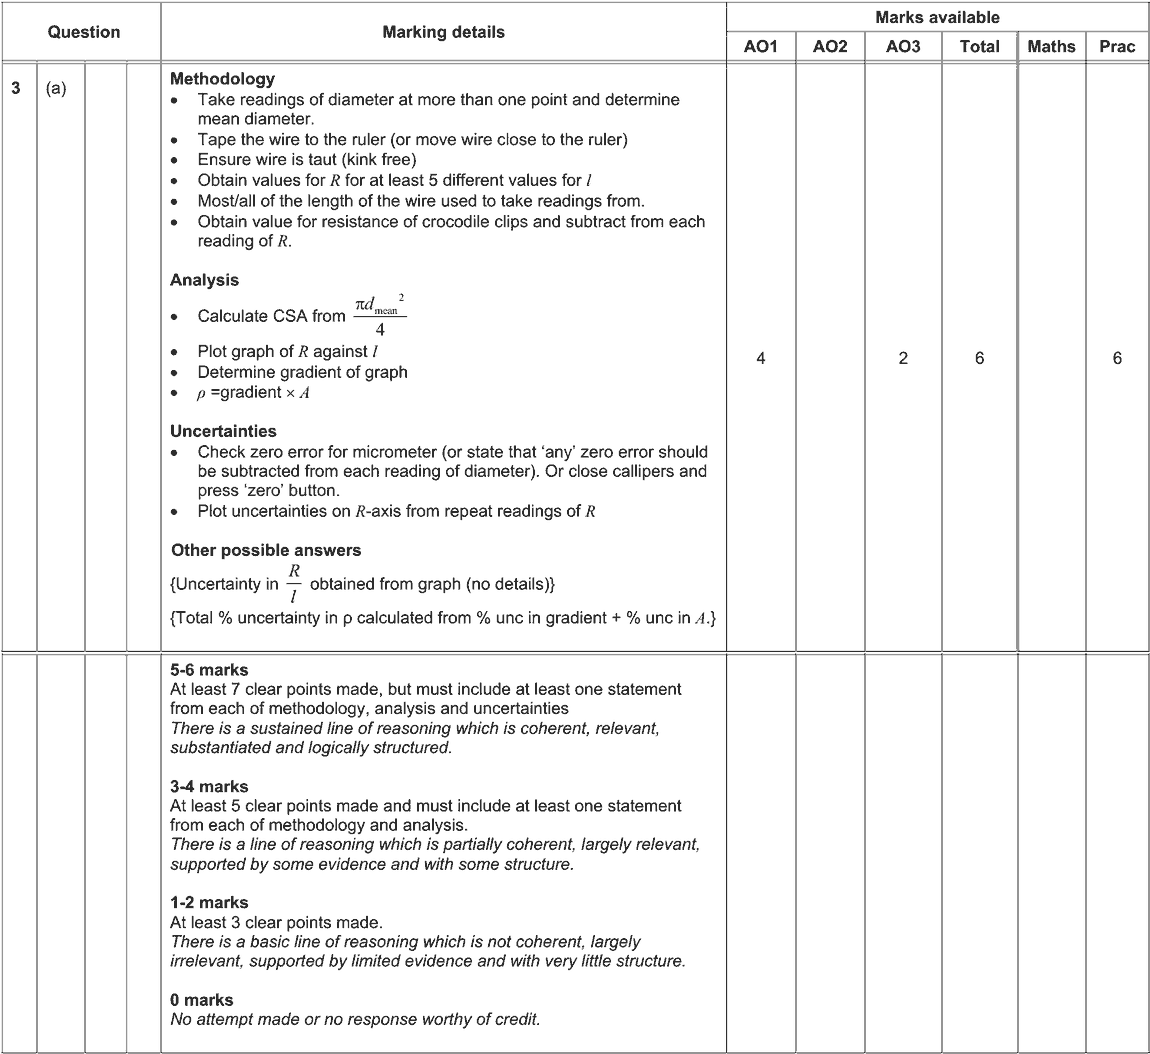 Question Marking details Marks available
AO1 AO2 AO3 Total Maths Prac
3 (a) Methodology
• Take readings of diameter at more than one point and determine
mean diameter.
• Tape the wire to the ruler (or move wire close to the ruler)
• Ensure wire is taut (kink free)
• Obtain values for R for at least 5 different values for l
• Most/all of the length of the wire used to take readings from.
• Obtain value for resistance of crocodile clips and subtract from each
reading of R.
Analysis
• Calculate CSA from πd_mean²/4
• Plot graph of R against l
• Determine gradient of graph
• ρ =gradient × A
4 2 6 6
Uncertainties
• Check zero error for micrometer (or state that ‘any’ zero error should
be subtracted from each reading of diameter). Or close callipers and
press ‘zero’ button.
• Plot uncertainties on R-axis from repeat readings of R
Other possible answers
{Uncertainty in R/l obtained from graph (no details)}
{Total % uncertainty in ρ calculated from % unc in gradient + % unc in A.}
5-6 marks
At least 7 clear points made, but must include at least one statement
from each of methodology, analysis and uncertainties
There is a sustained line of reasoning which is coherent, relevant,
substantiated and logically structured.
3-4 marks
At least 5 clear points made and must include at least one statement
from each of methodology and analysis.
There is a line of reasoning which is partially coherent, largely relevant,
supported by some evidence and with some structure.
1-2 marks
At least 3 clear points made.
There is a basic line of reasoning which is not coherent, largely
irrelevant, supported by limited evidence and with very little structure.
0 marks
No attempt made or no response worthy of credit.